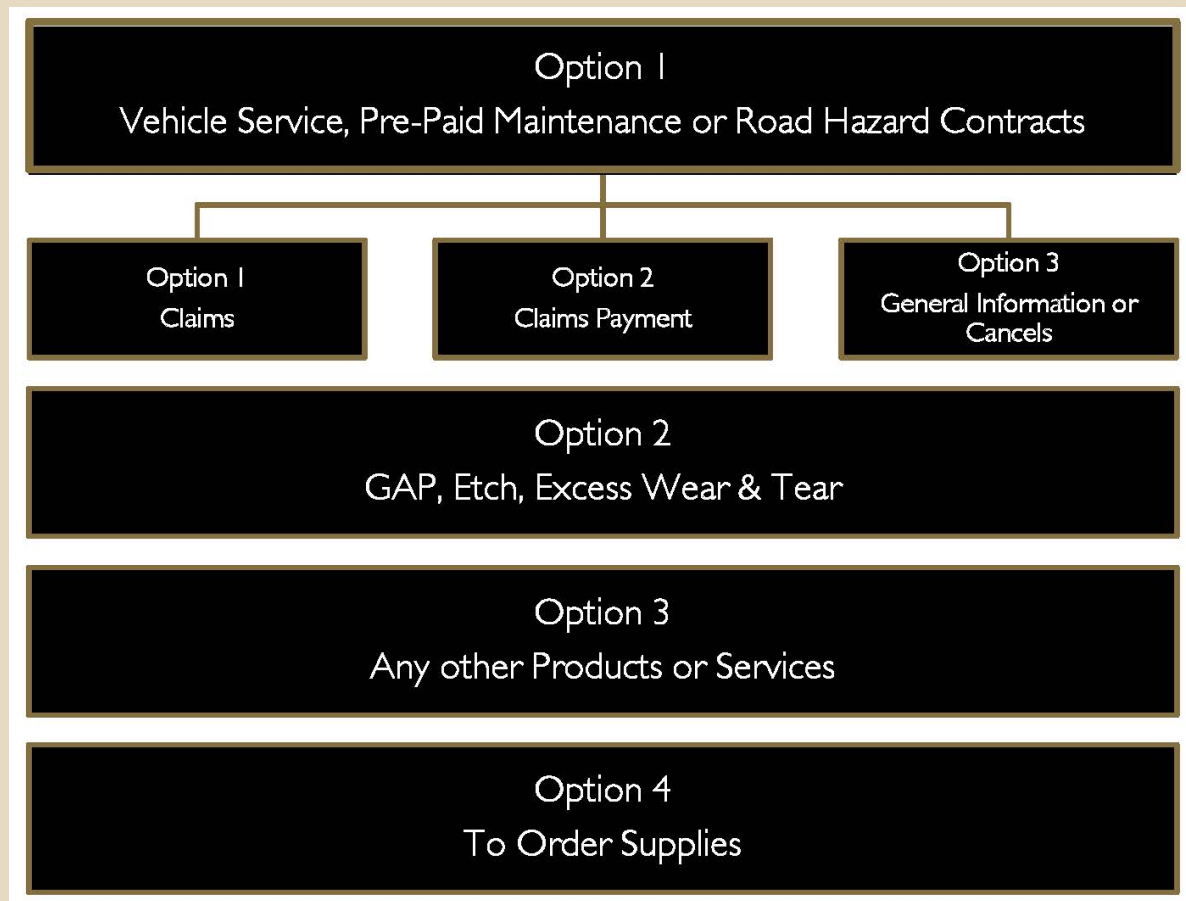 Option 1
Vehicle Service, Pre-Paid Maintenance or Road Hazard Contracts
Option 1
Claims
Option 2
Claims Payment
Option 3
General Information or
Cancels
Option 2
GAP, Etch, Excess Wear & Tear
Option 3
Any other Products or Services
Option 4
To Order Supplies